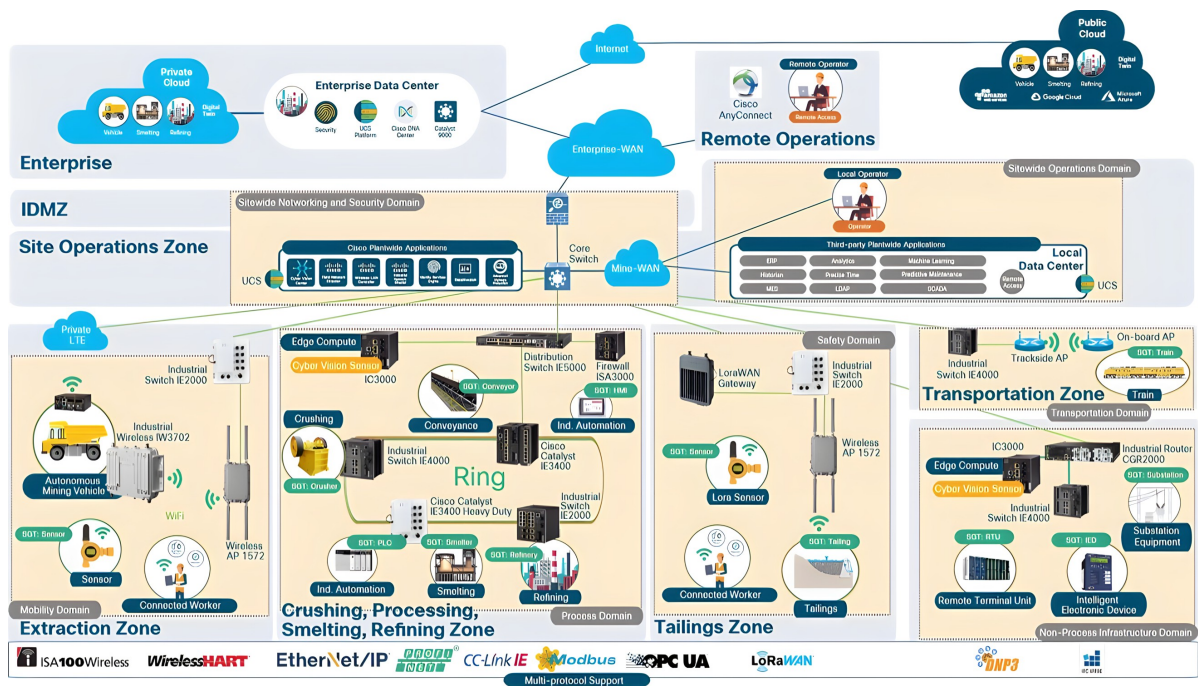 Internet
Public
Cloud
Vehicle
Smelting
Refining
Digital
Twin
amazon
Google Cloud
Microsoft
Azure
Private
Cloud
Vehicle
Smelting
Refining
Digital
Twin
Enterprise Data Center
Security
UCS
Platform
Cisco DNA
Center
Catalyst
9000
Enterprise
Enterprise-WAN
Cisco
AnyConnect
Remote Operator
Remote Access
Remote Operations
IDMZ
Sitewide Networking and Security Domain
Site Operations Zone
Cisco Plantwide Applications
Cyber Vision
Center
UCS
Core
Switch
Mino-WAN
Sitewide Operations Domain
Local Operator
Operator
Third-party Plantwide Applications
ERP
Analytics
Machine Learning
Historian
Precise Time
Predictive Maintenance
MES
LDAP
SCADA
Remote
Access
Local
Data Center
UCS
Private
LTE
Industrial
Switch IE2000
Industrial
Wireless IW3702
Autonomous
Mining Vehicle
WiFi
Wireless
AP 1572
SGT: Sensor
Sensor
Connected Worker
Mobility Domain
Extraction Zone
Edge Compute
Cyber Vision Sensor
IC3000
Distribution
Switch IE5000
Firewall
ISA3000
SGT: Conveyor
Conveyance
SGT: HMI
Ind. Automation
Crushing
SGT: Crusher
Industrial
Switch IE4000
Ring
Cisco
Catalyst
IE3400
Cisco Catalyst
IE3400 Heavy Duty
Industrial
Switch
IE2000
SGT: PLC
Ind. Automation
SGT: Smelter
Smelting
SGT: Refinery
Refining
Process Domain
Crushing, Processing,
Smelting, Refining Zone
Safety Domain
LoraWAN
Gateway
Industrial
Switch
IE2000
Wireless
AP 1572
SGT: Sensor
Lora Sensor
Connected Worker
SGT: Tailing
Tailings
Tailings Zone
Industrial
Switch IE4000
Trackside AP
On-board AP
SGT: Train
Train
Transportation Zone
Transportation Domain
IC3000
Edge Compute
Cyber Vision Sensor
Industrial Router
CGR2000
Industrial
Switch IE4000
SGT: Substation
Substation
Equipment
SGT: RTU
Remote Terminal Unit
SGT: IED
Intelligent
Electronic Device
Non-Process Infrastructure Domain
ISA100Wireless
WirelessHART
EtherNet/IP
PROFI
NET
CC-Link IE
Modbus
OPC UA
LoRaWAN
DNP3
Multi-protocol Support